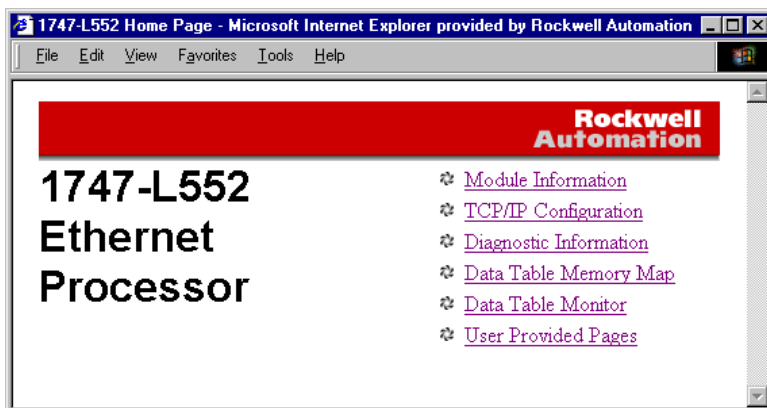 1747-L552 Home Page - Microsoft Internet Explorer provided by Rockwell Automation
File Edit View Favorites Tools Help
Rockwell
Automation
1747-L552
Ethernet
Processor
Module Information
TCP/IP Configuration
Diagnostic Information
Data Table Memory Map
Data Table Monitor
User Provided Pages